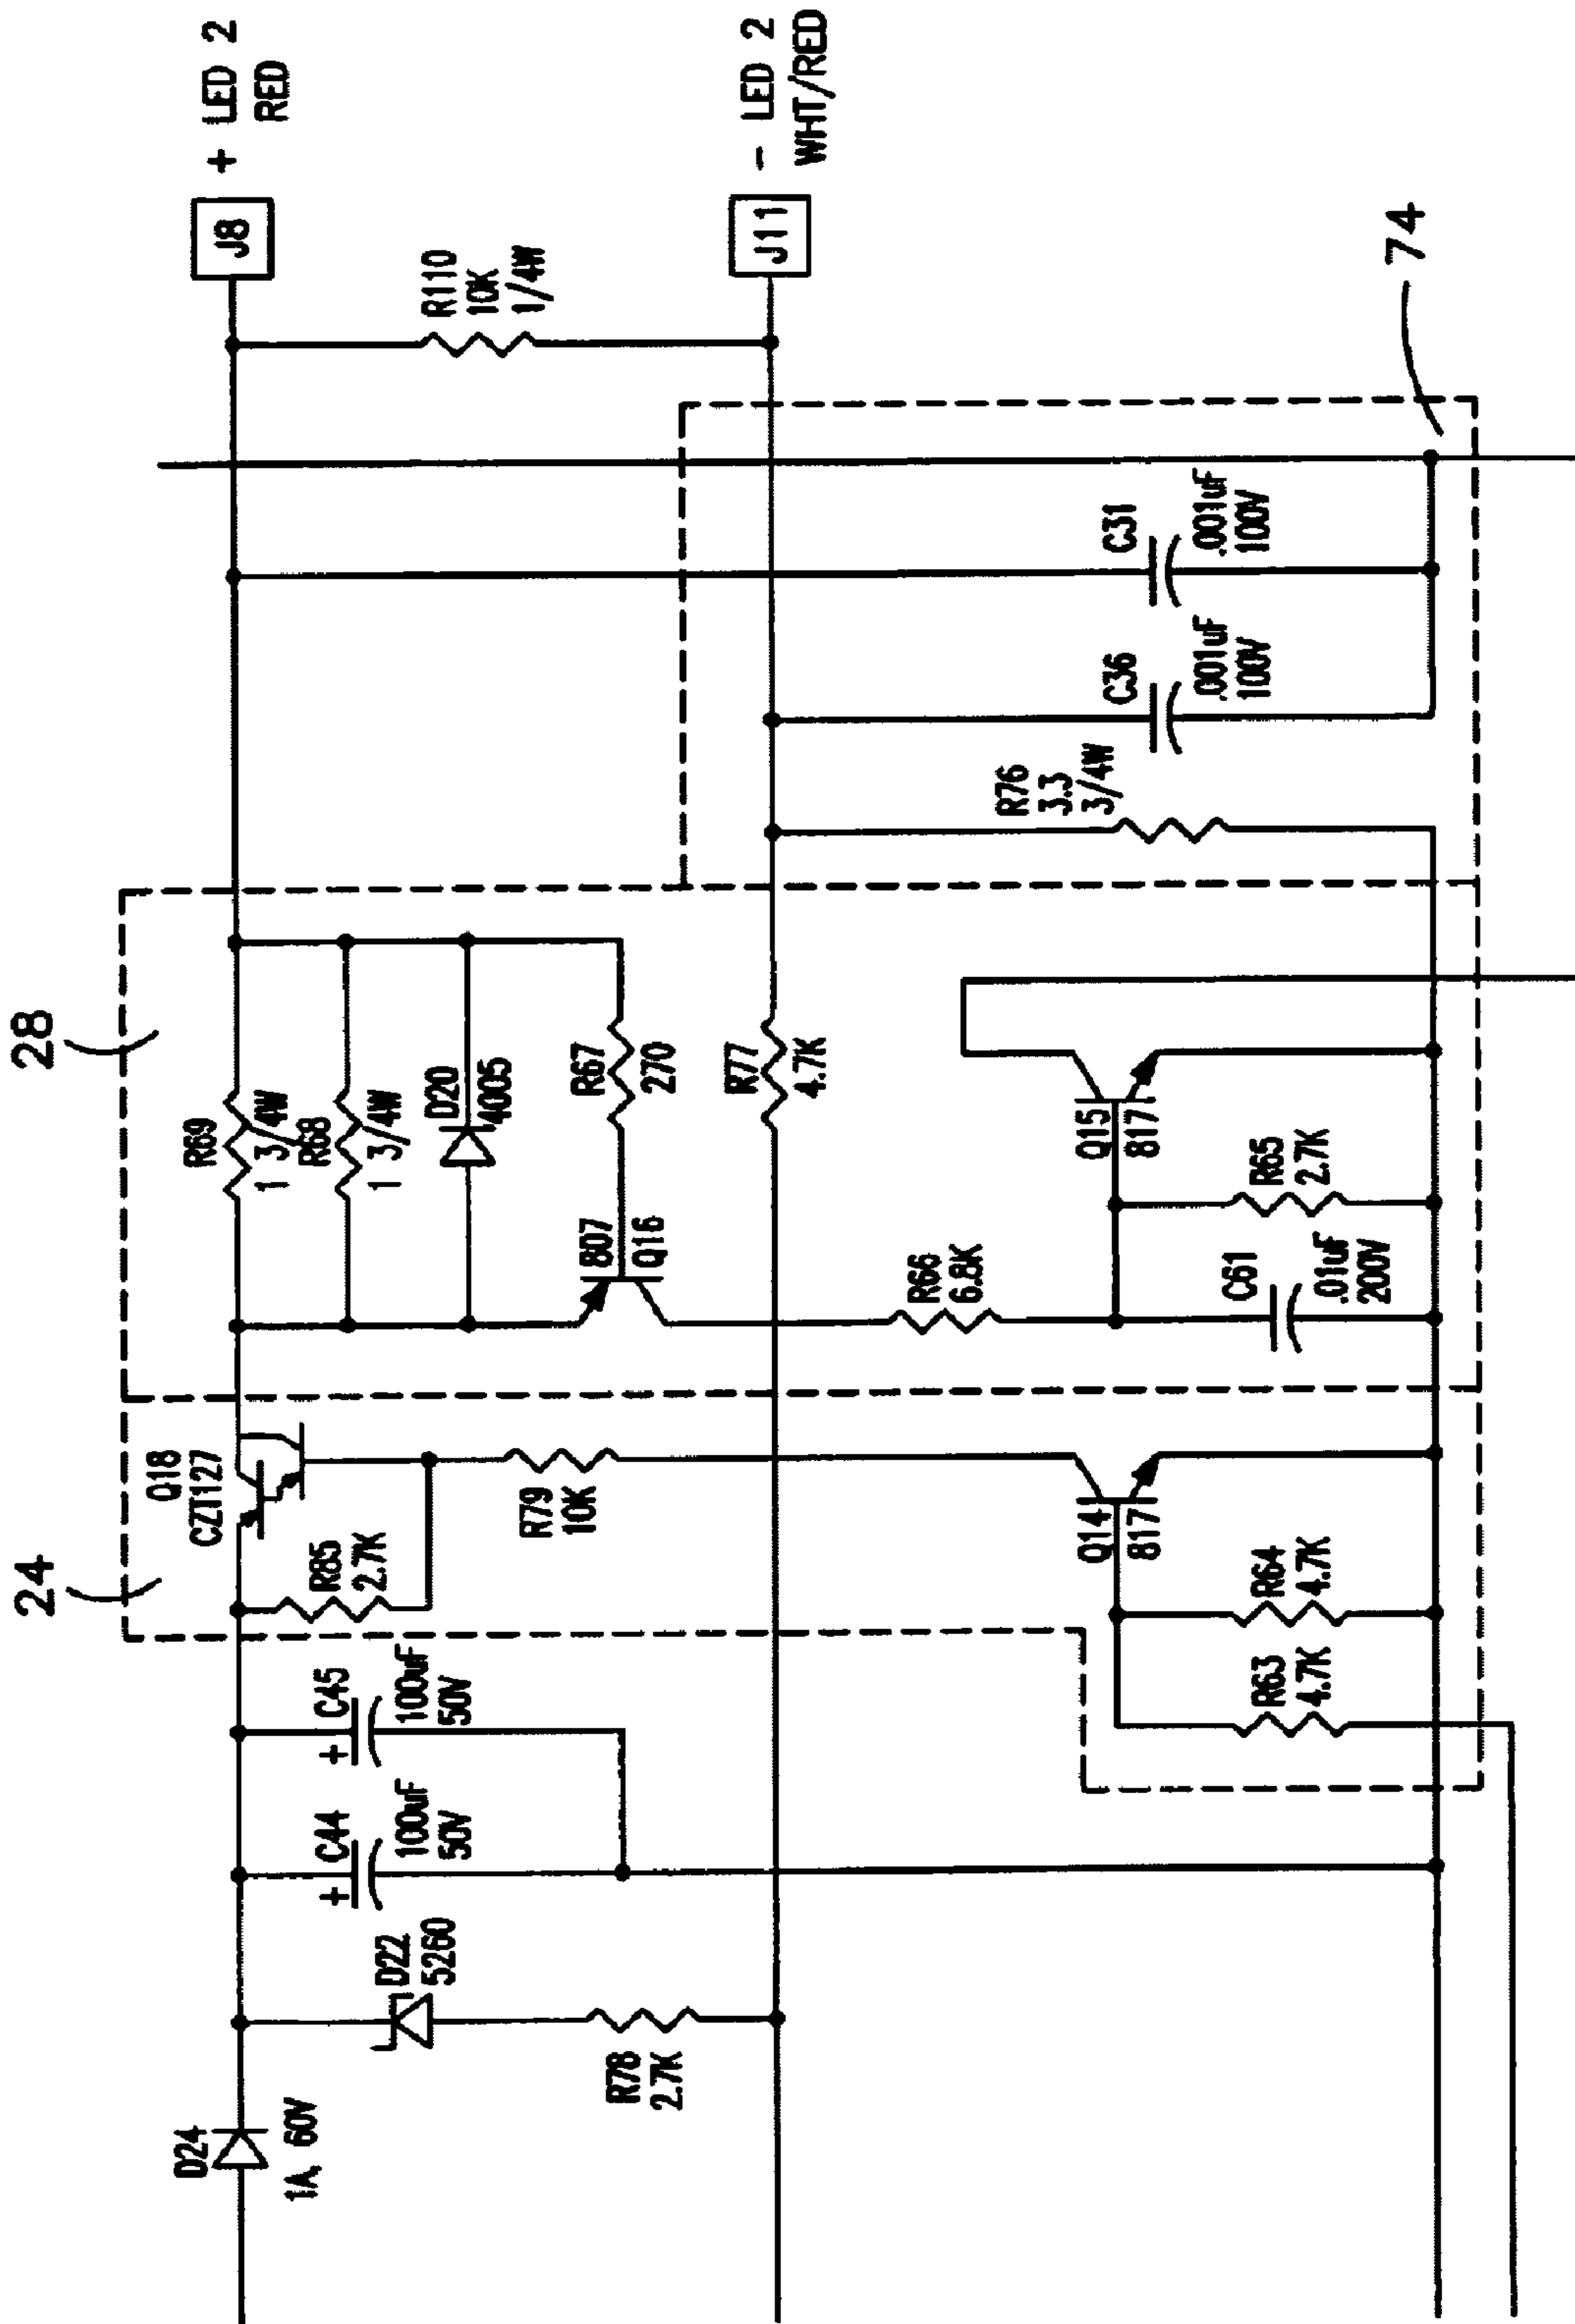 24
28
D24
1A, 60V
D22
5260
R78
2.7K
+
C44
100uF
50V
+
C45
100uF
50V
R85
2.7K
Q18
CZT127
R79
10K
R63
4.7K
R64
4.7K
Q14
817
R69
1 3/4W
R68
1 3/4W
D20
4005
807
Q16
R67
270
R77
4.7K
R66
6.8K
C61
.01uF
200V
R65
2.7K
Q15
817
R76
3.3
3/4W
C36
.001uF
100V
C31
.001uF
100V
R110
10K
1/4W
J8
+ LED 2
RED
J11
- LED 2
WHT/RED
74